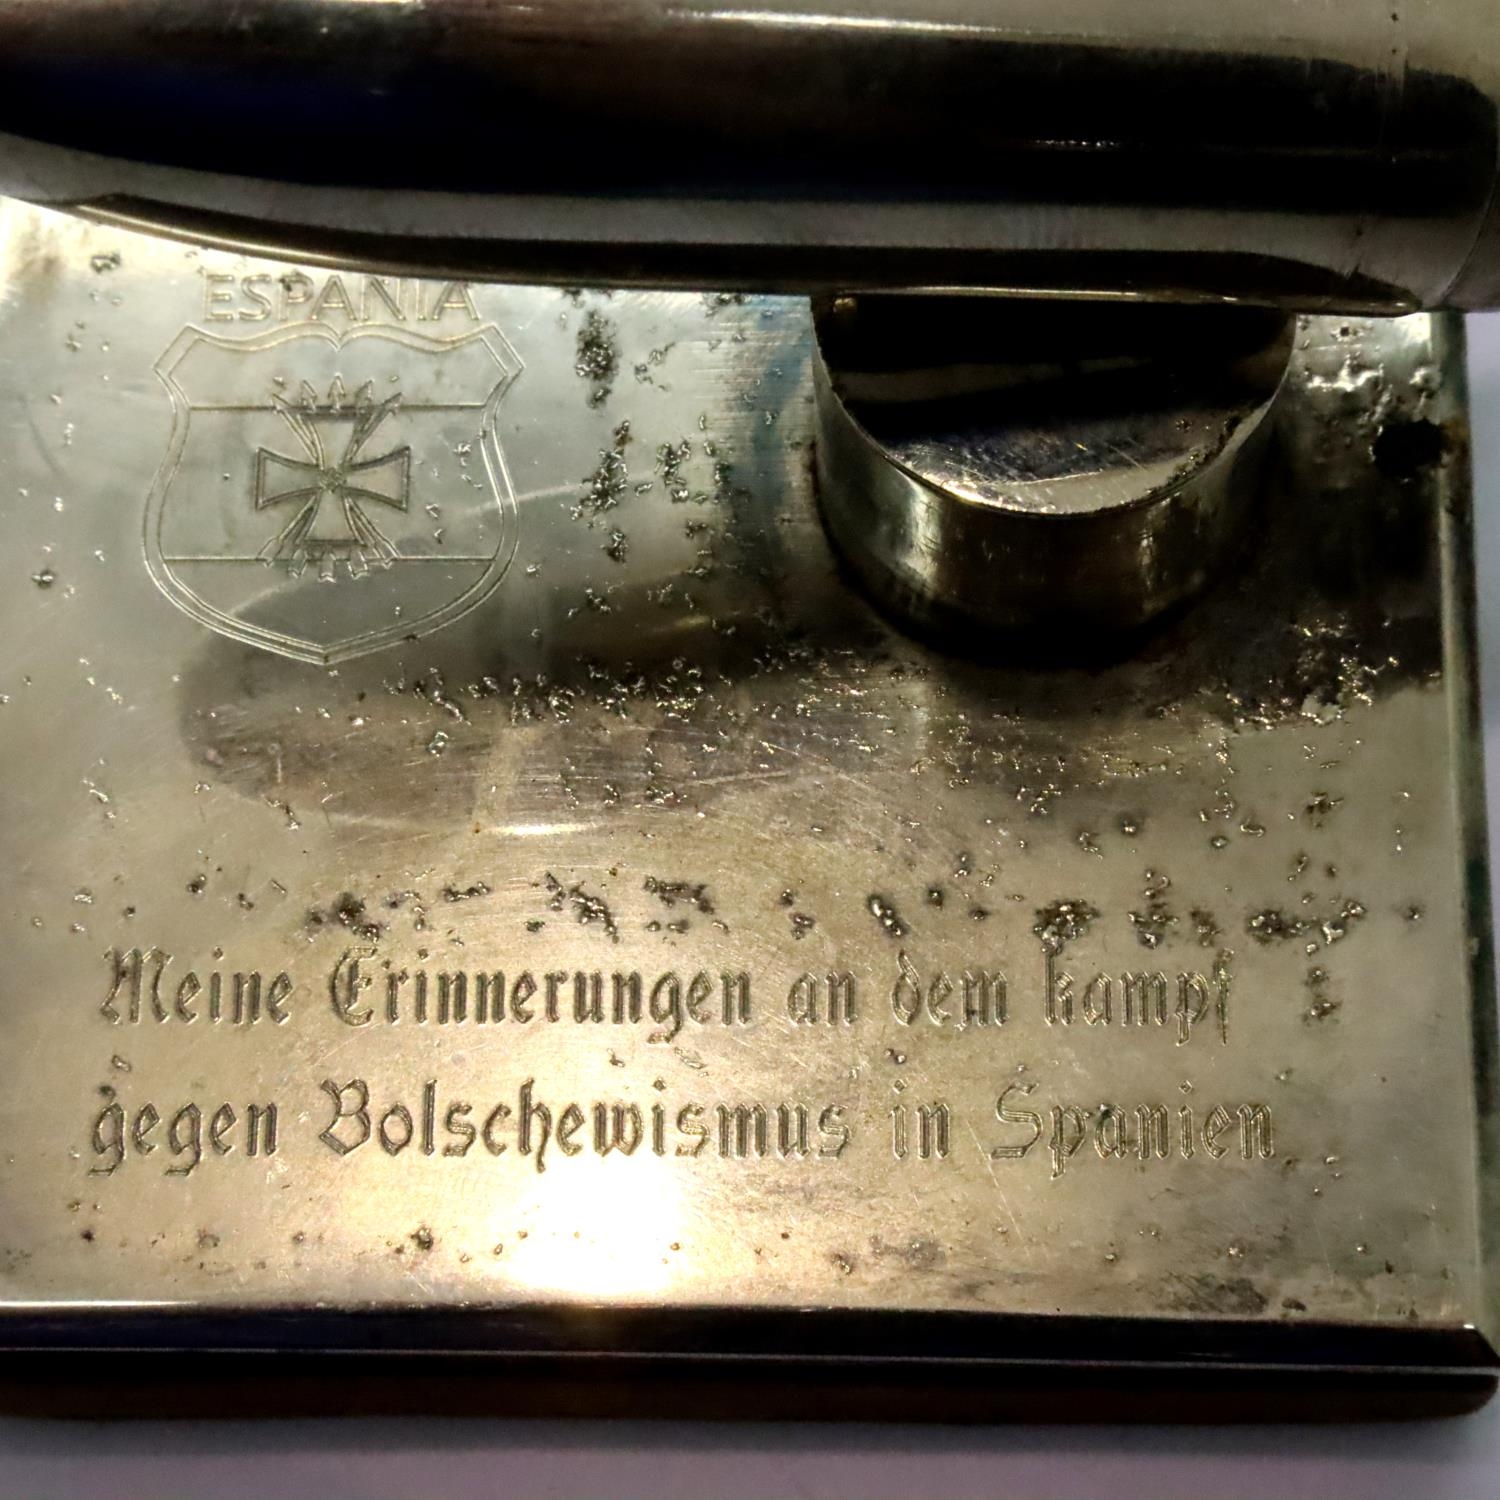 ESPANIA
Meine Erinnerungen an dem kampf
gegen Bolschewismus in Spanien